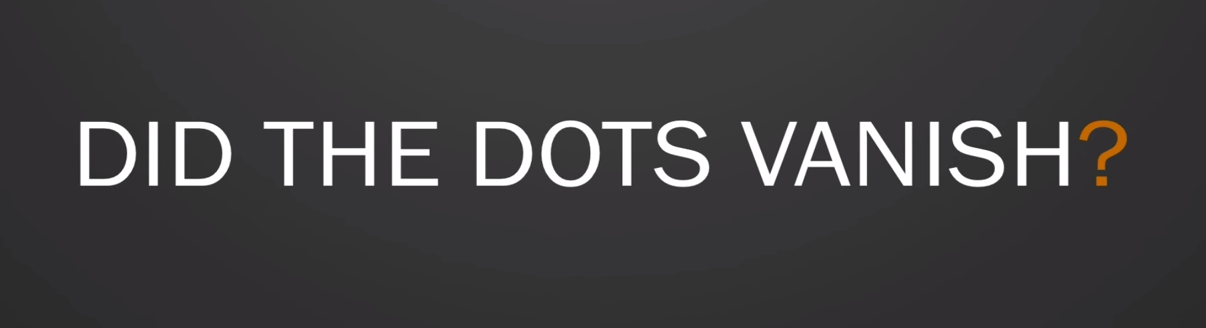 DID THE DOTS VANISH?